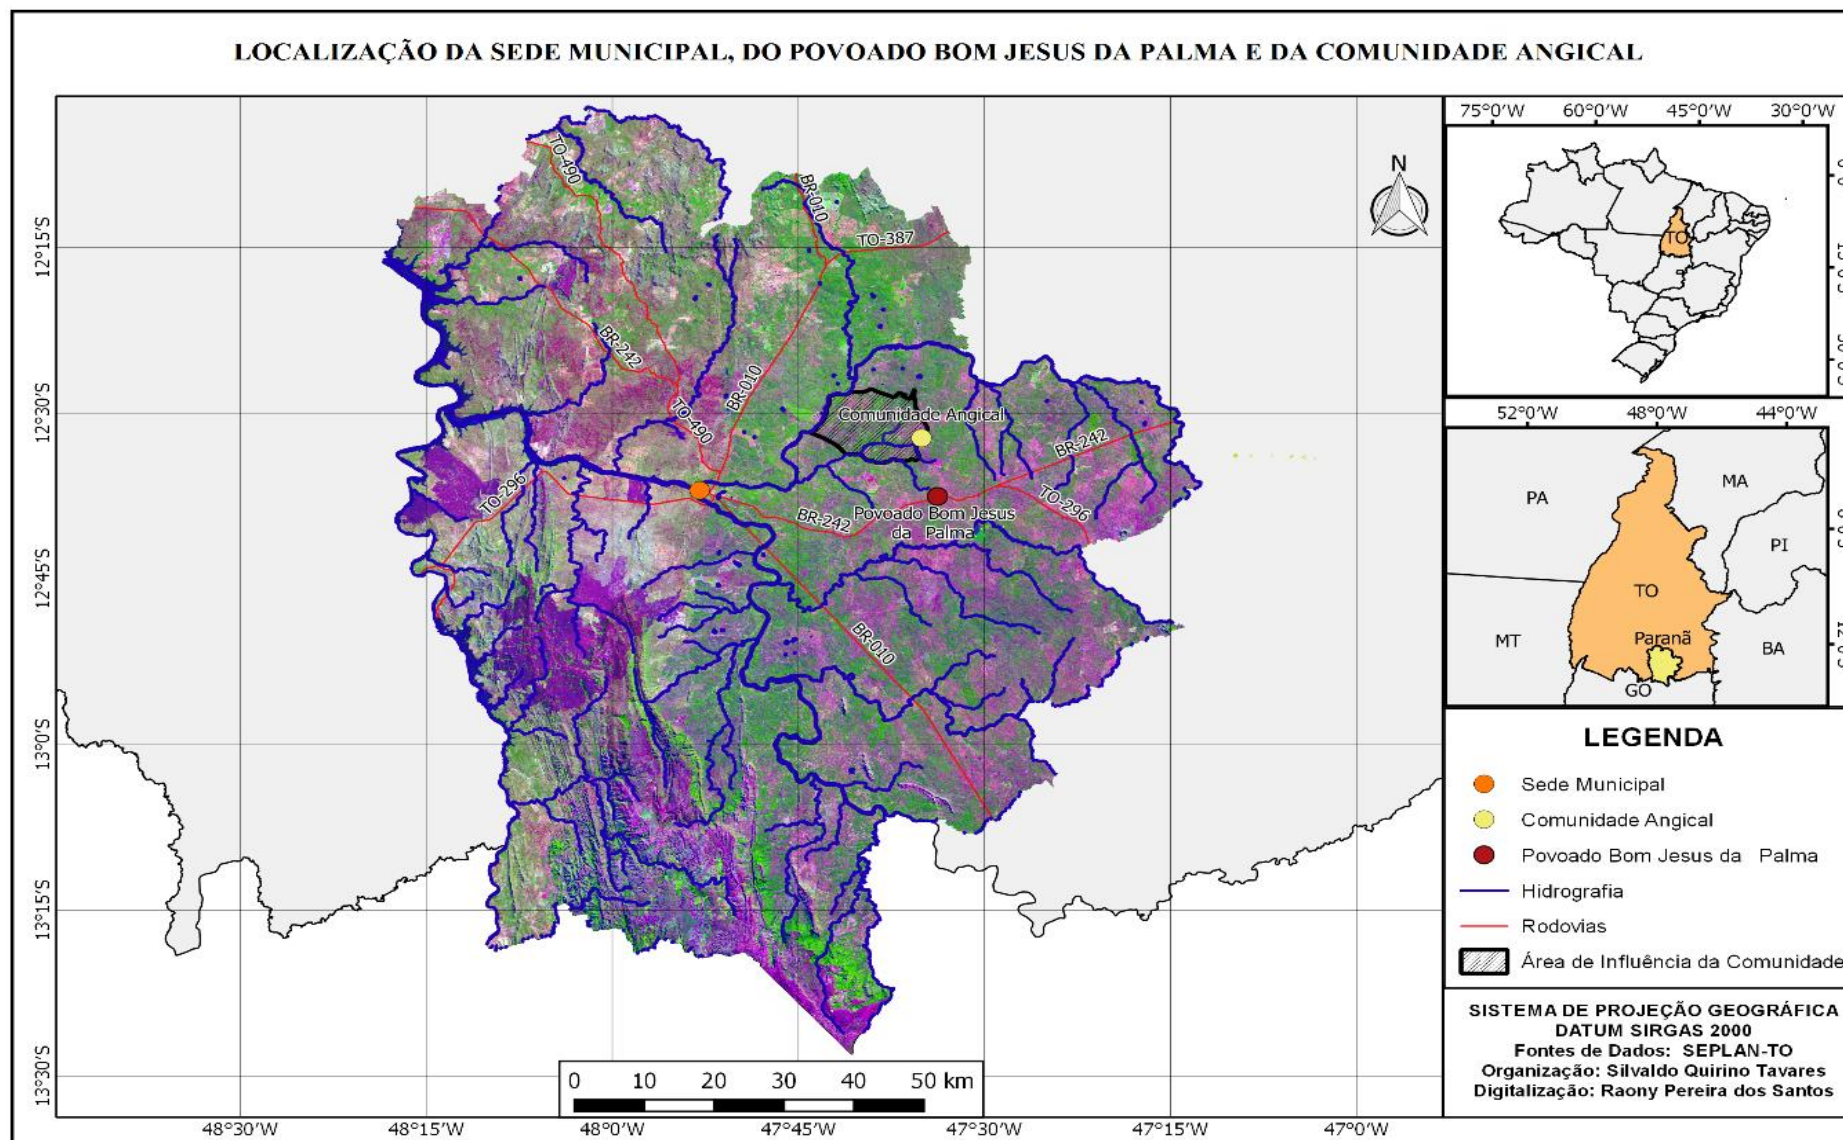 LOCALIZAÇÃO DA SEDE MUNICIPAL, DO POVOADO BOM JESUS DA PALMA E DA COMUNIDADE ANGICAL
TO-490
BR-010
TO-387
BR-242
BR-010
TO-490
Comunidade Angical
BR-242
TO-296
TO-296
BR-242
Povoado Bom Jesus
da Palma
BR-010
N
12°15'S
12°30'S
12°45'S
13°0'S
13°15'S
13°30'S
48°30'W
48°15'W
48°0'W
47°45'W
47°30'W
47°15'W
47°0'W
0 10 20 30 40 50 km
75°0'W 60°0'W 45°0'W 30°0'W
TO
52°0'W 48°0'W 44°0'W
PA
MA
PI
TO
MT
Paranã
BA
GO
LEGENDA
Sede Municipal
Comunidade Angical
Povoado Bom Jesus da Palma
Hidrografia
Rodovias
Área de Influência da Comunidade
SISTEMA DE PROJEÇÃO GEOGRÁFICA
DATUM SIRGAS 2000
Fontes de Dados: SEPLAN-TO
Organização: Silvaldo Quirino Tavares
Digitalização: Raony Pereira dos Santos